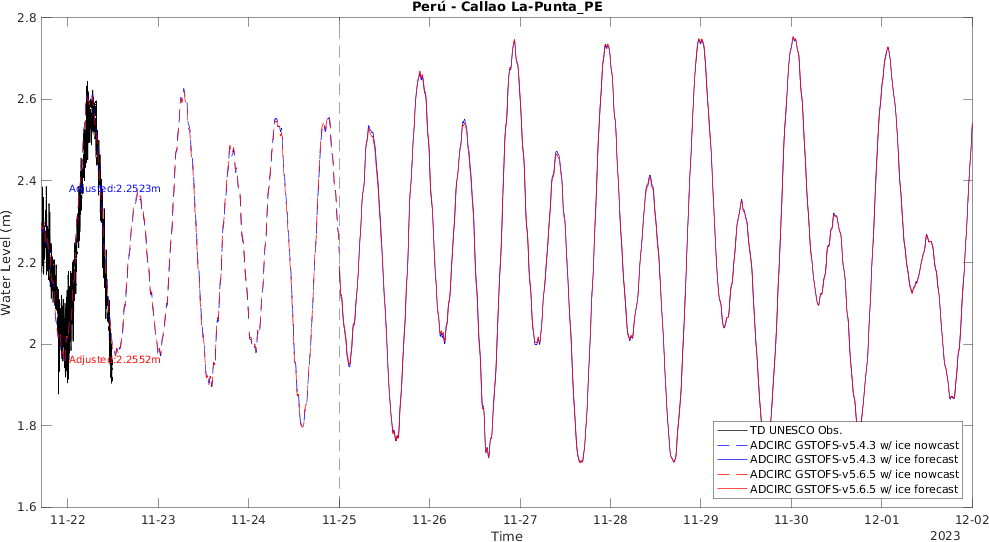 Perú - Callao La-Punta_PE
2.8
2.6
2.4
2.2
2
1.8
1.6
Water Level (m)
Adjusted:2.2523m
Adjusted:2.2552m
TD UNESCO Obs.
ADCIRC GSTOFS-v5.4.3 w/ ice nowcast
ADCIRC GSTOFS-v5.4.3 w/ ice forecast
ADCIRC GSTOFS-v5.6.5 w/ ice nowcast
ADCIRC GSTOFS-v5.6.5 w/ ice forecast
11-22 11-23 11-24 11-25 11-26 11-27 11-28 11-29 11-30 12-01 12-02
Time
2023